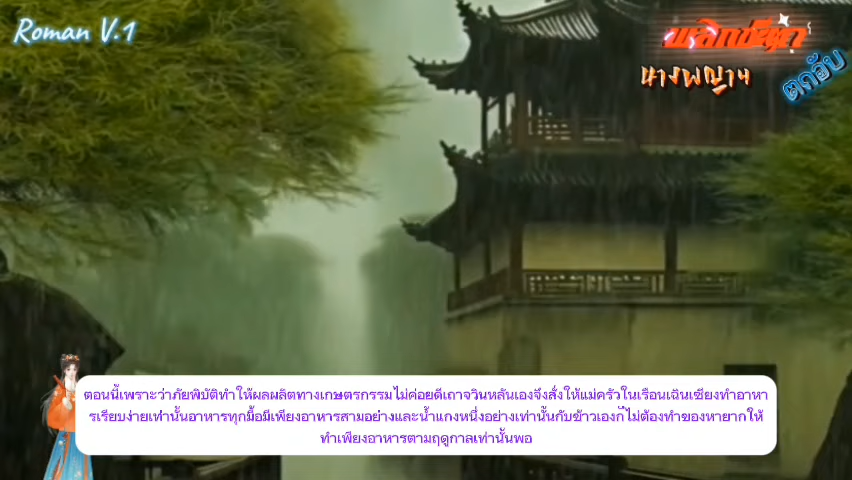 Roman V.1
พลิกชะตา
นางพญาฯ
ตกอับ
ตอนนี้เพราะว่าภัยพิบัติทำให้ผลผลิตทางเกษตรกรรมไม่ค่อยดีเถาจวินหลันเองจึงสั่งให้แม่ครัวในเรือนเฉินเซียงทำอาหา
รเรียบง่ายเท่านั้นอาหารทุกมื้อมีเพียงอาหารสามอย่างและน้ำแกงหนึ่งอย่างเท่านั้นกับข้าวเองก็ไม่ต้องทำของหายากให้
ทำเพียงอาหารตามฤดูกาลเท่านั้นพอ